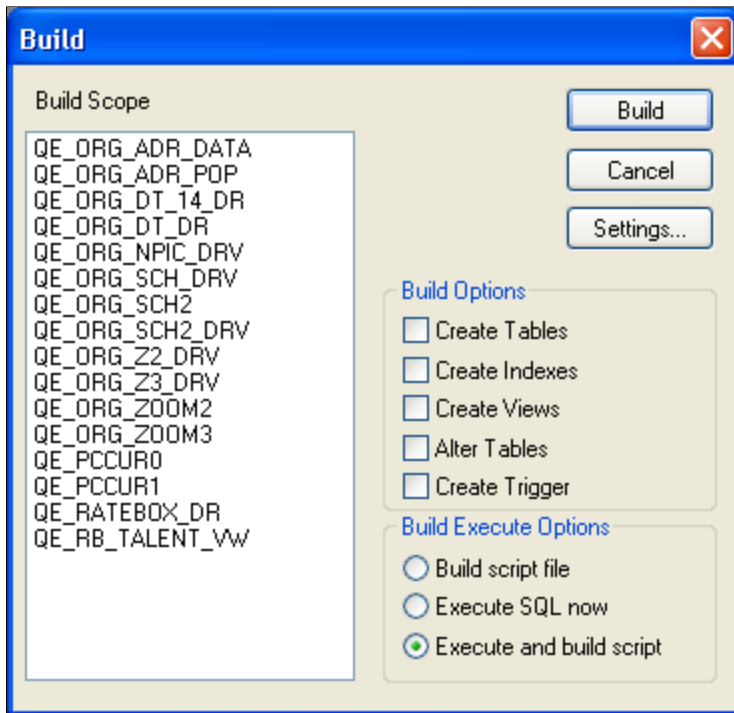 Build
Build Scope
QE_ORG_ADR_DATA
QE_ORG_ADR_POP
QE_ORG_DT_14_DR
QE_ORG_DT_DR
QE_ORG_NPIC_DRV
QE_ORG_SCH_DRV
QE_ORG_SCH2
QE_ORG_SCH2_DRV
QE_ORG_Z2_DRV
QE_ORG_Z3_DRV
QE_ORG_ZOOM2
QE_ORG_ZOOM3
QE_PCCUR0
QE_PCCUR1
QE_RATEBOX_DR
QE_RB_TALENT_VW
Build
Cancel
Settings...
Build Options
Create Tables
Create Indexes
Create Views
Alter Tables
Create Trigger
Build Execute Options
Build script file
Execute SQL now
Execute and build script